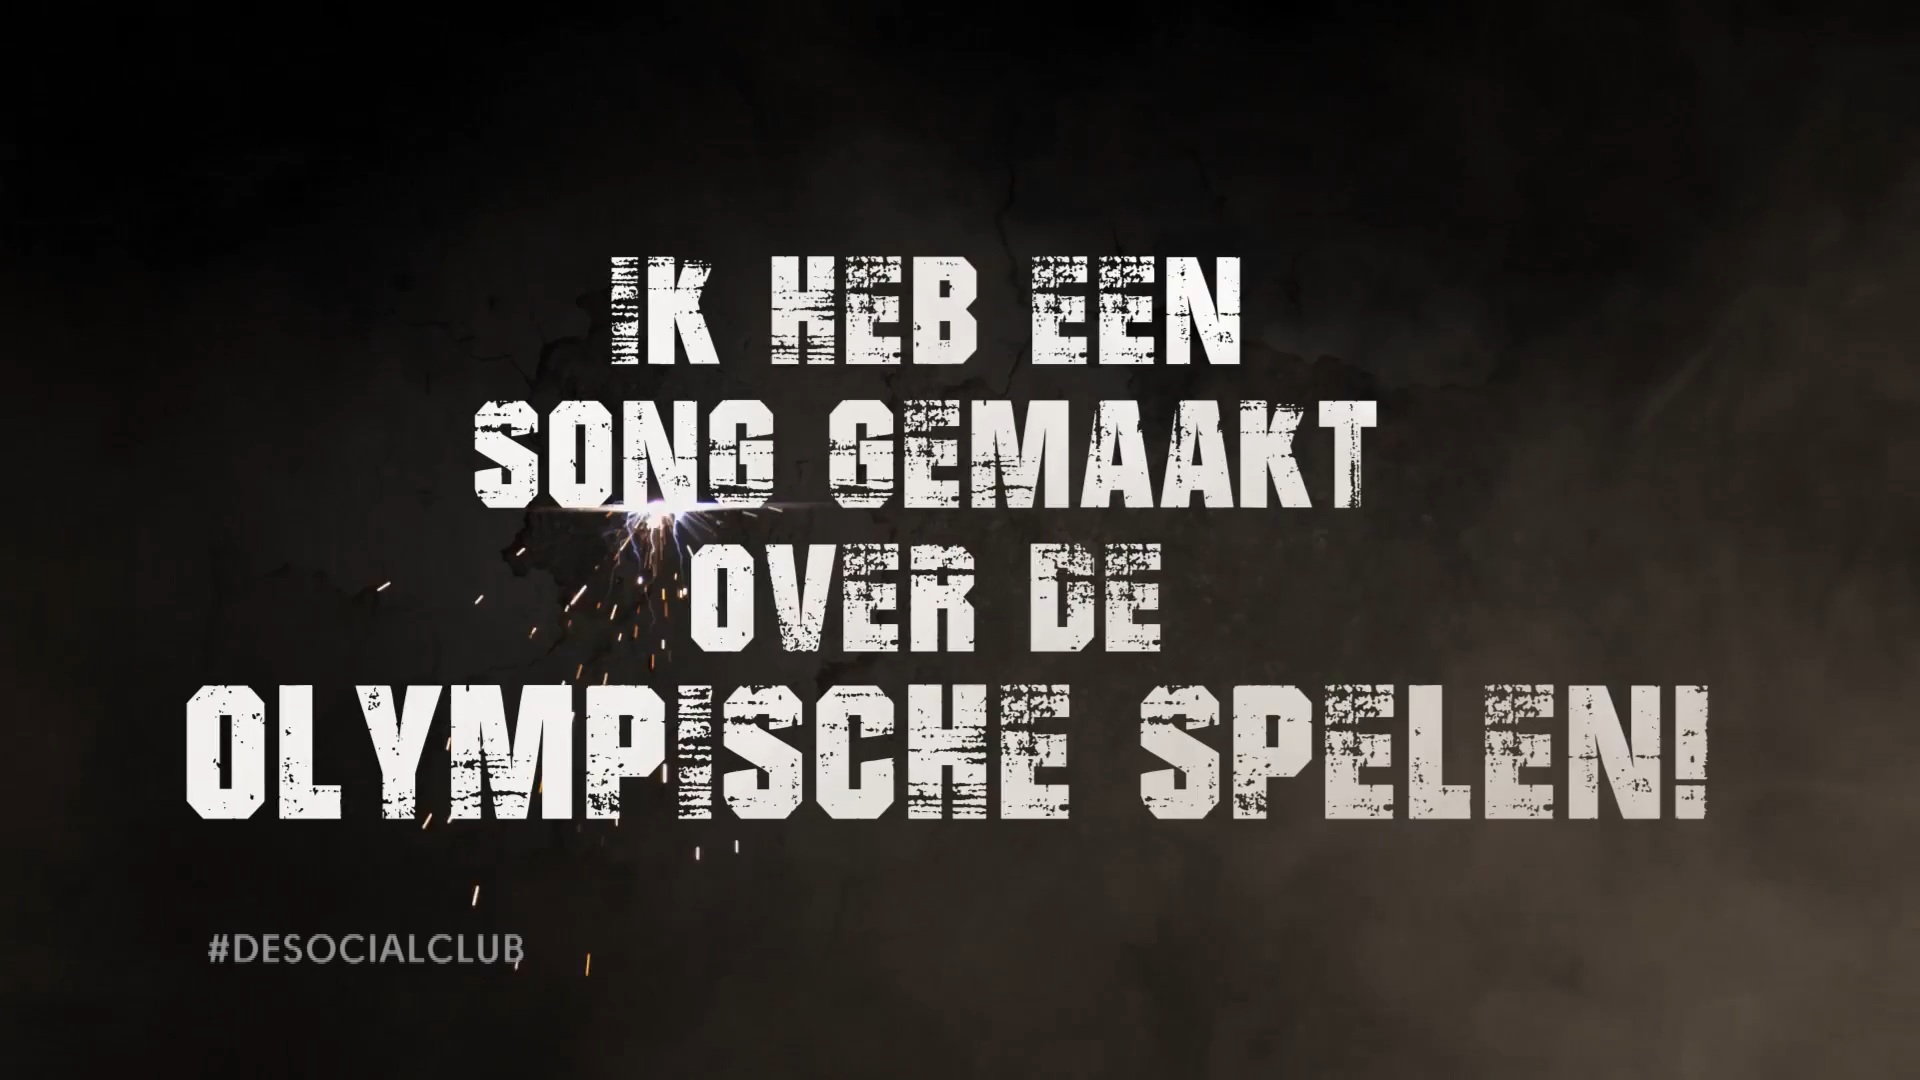 IK HEB EEN
SONG GEMAAKT
OVER DE
OLYMPISCHE SPELEN!
#DESOCIALCLUB